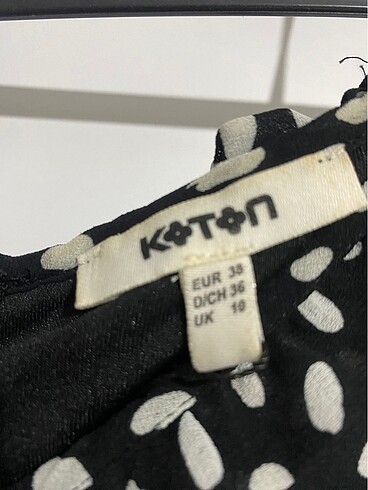 KOTON
EUR 38
D/CH 36
UK 10